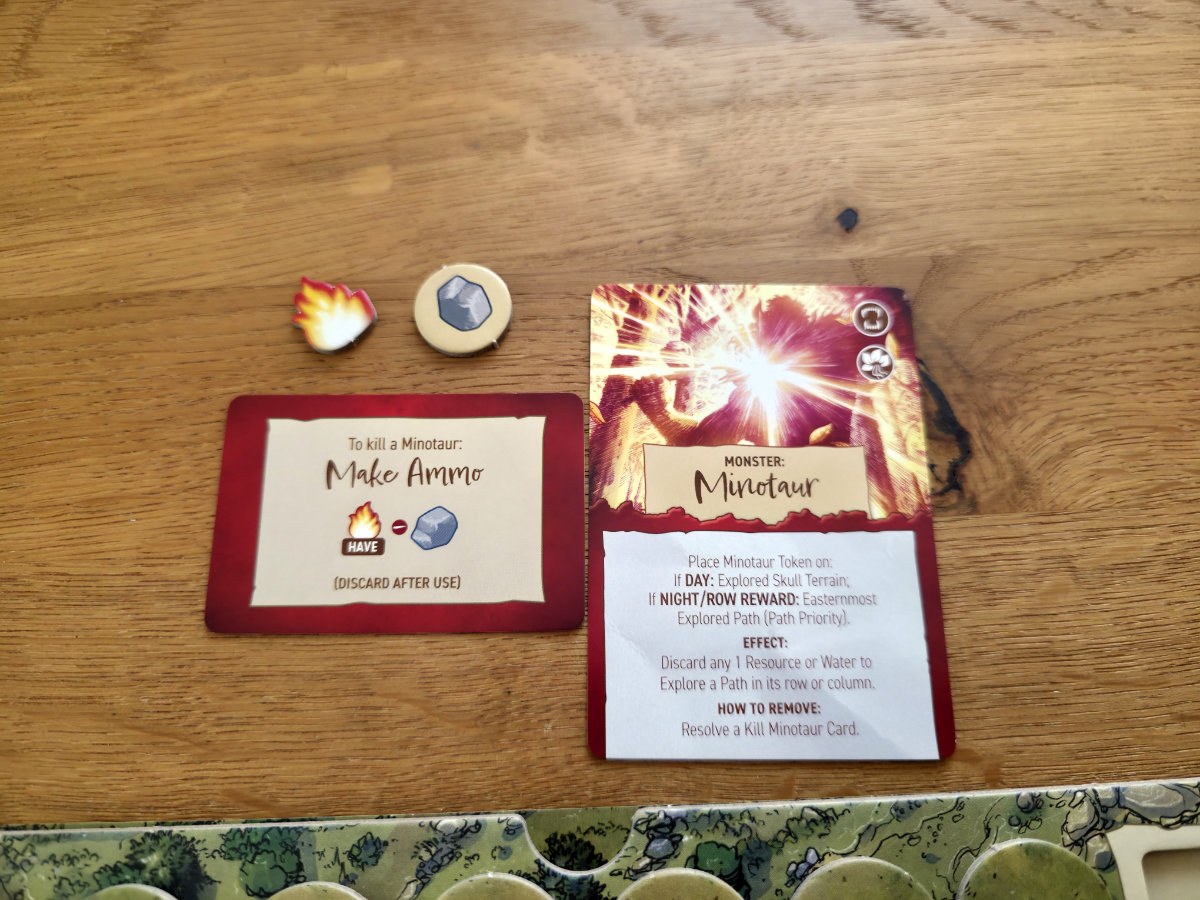 To kill a Minotaur:
Make Ammo
HAVE
(DISCARD AFTER USE)
MONSTER:
Minotaur
Place Minotaur Token on:
If DAY: Explored Skull Terrain;
If NIGHT/ROW REWARD: Easternmost
Explored Path (Path Priority).
EFFECT:
Discard any 1 Resource or Water to
Explore a Path in its row or column.
HOW TO REMOVE:
Resolve a Kill Minotaur Card.